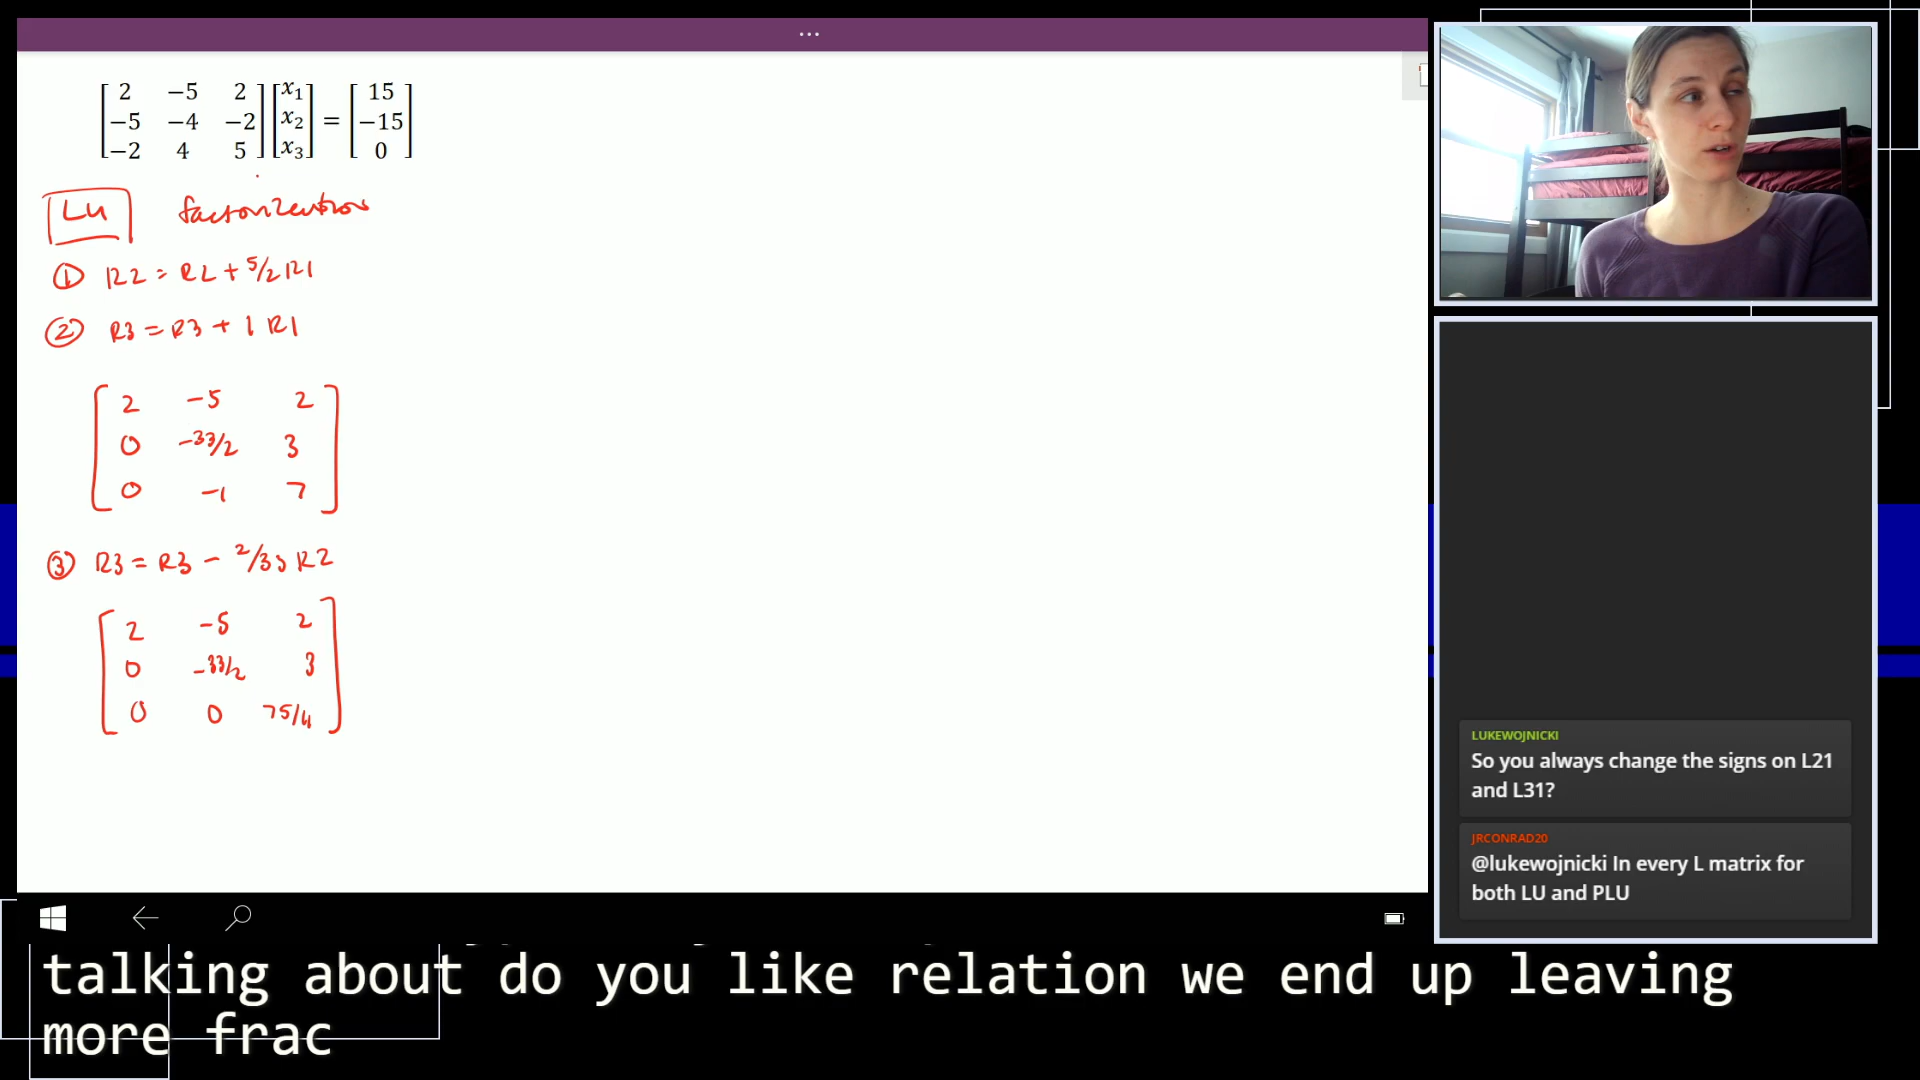 ...
[2 −5 2; −5 −4 −2; −2 4 5] [x₁; x₂; x₃] = [15; −15; 0]
LU factorization
① R2 = R2 + 5/2 R1
② R3 = R3 + 1 R1
2 −5 2
0 −33/2 3
0 −1 7
③ R3 = R3 − 2/33 R2
2 −5 2
0 −33/2 3
0 0 75/4
LUKEWOJNICKI
So you always change the signs on L21
and L31?
JRCONRAD20
@lukewojnicki In every L matrix for
both LU and PLU
talking about do you like relation we end up leaving
more frac